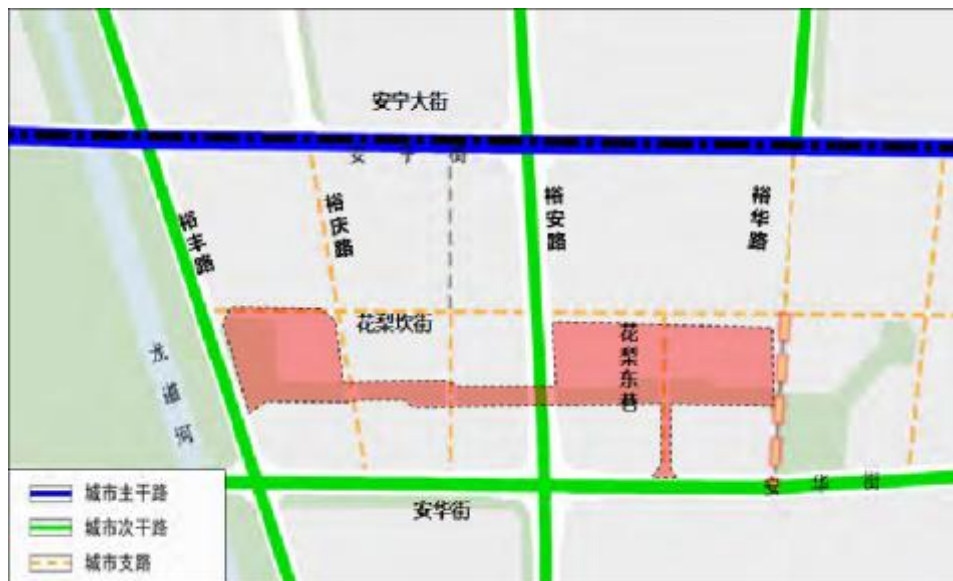 安宁大街
安宁街
裕丰路
裕庆路
裕安路
裕华路
花梨坎街
花梨东巷
龙道河
安华街
安华街
城市主干路
城市次干路
城市支路